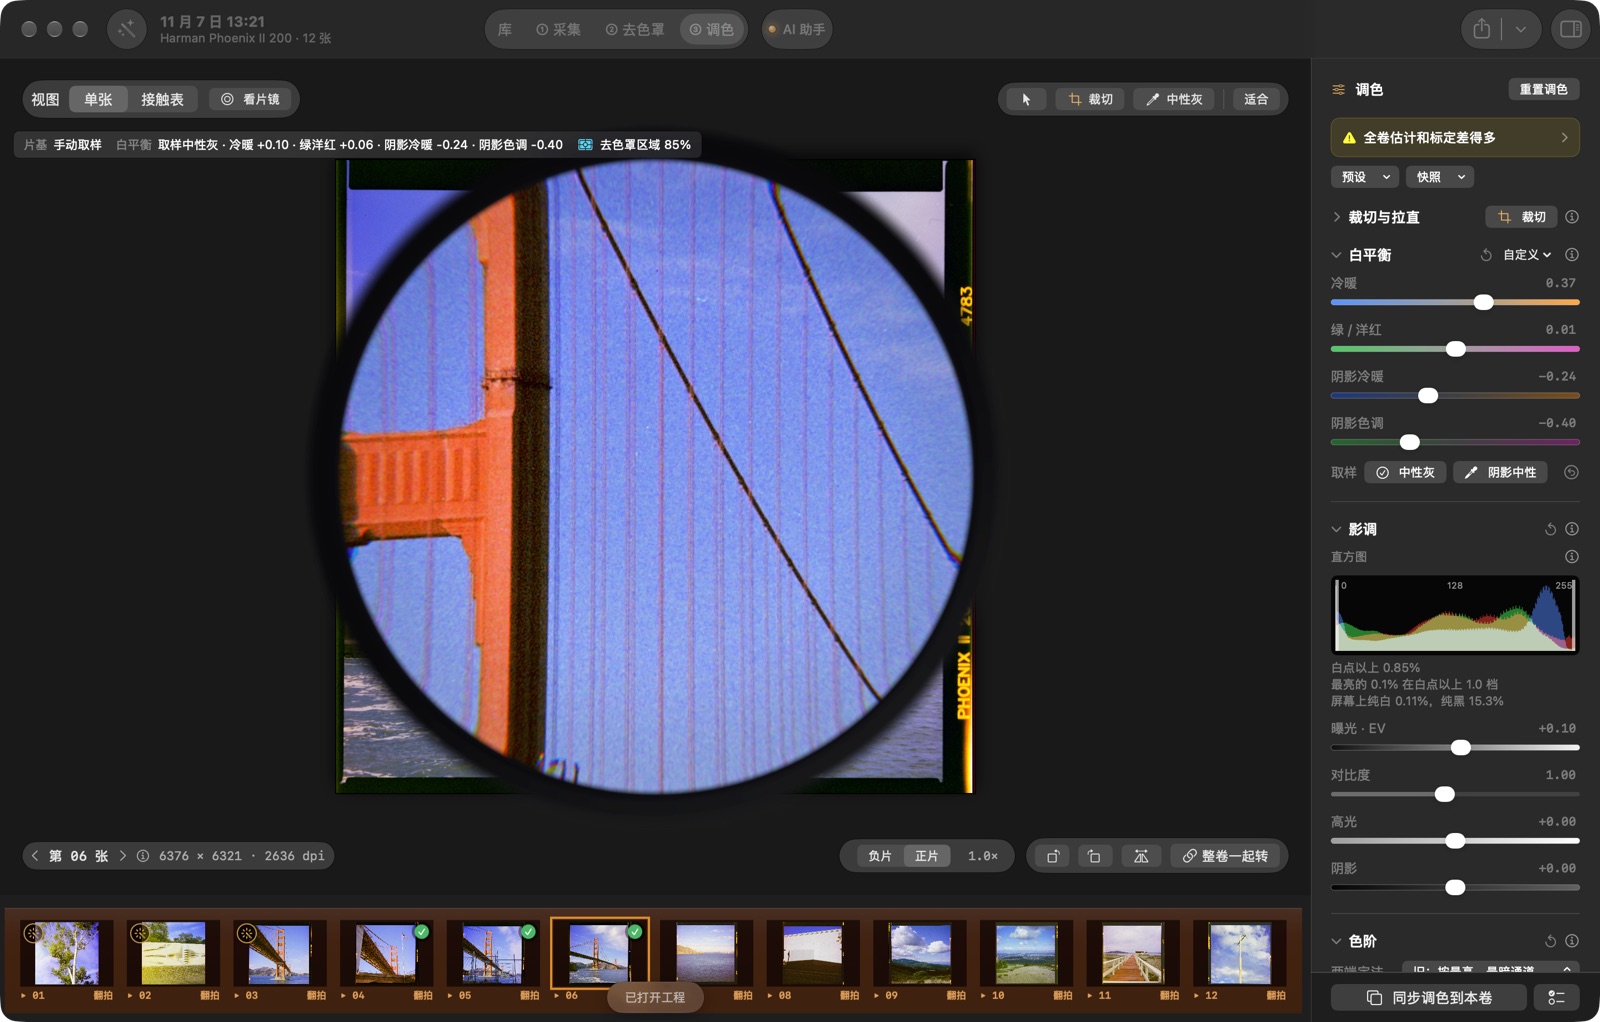 11 月 7 日 13:21
Harman Phoenix II 200 · 12 张
库
① 采集
② 去色罩
③ 调色
AI 助手
视图
单张
接触表
看片镜
裁切
中性灰
适合
片基 手动取样 白平衡 取样中性灰 · 冷暖 +0.10 · 绿洋红 +0.06 · 阴影冷暖 -0.24 · 阴影色调 -0.40 去色罩区域 85%
4783
PHOENIX II
调色
重置调色
全卷估计和标定差得多
预设
快照
裁切与拉直
裁切
白平衡
自定义
冷暖 0.37
绿 / 洋红 0.01
阴影冷暖 −0.24
阴影色调 −0.40
取样
中性灰
阴影中性
影调
直方图
0 128 255
白点以上 0.85%
最亮的 0.1% 在白点以上 1.0 档
屏幕上纯白 0.11%，纯黑 15.3%
曝光 · EV +0.10
对比度 1.00
高光 +0.00
阴影 +0.00
色阶
同步调色到本卷
第 06 张
6376 × 6321 · 2636 dpi
负片
正片
1.0×
整卷一起转
01 翻拍
02 翻拍
03 翻拍
04 翻拍
05 翻拍
06
翻拍
08 翻拍
09 翻拍
10 翻拍
11 翻拍
12 翻拍
已打开工程